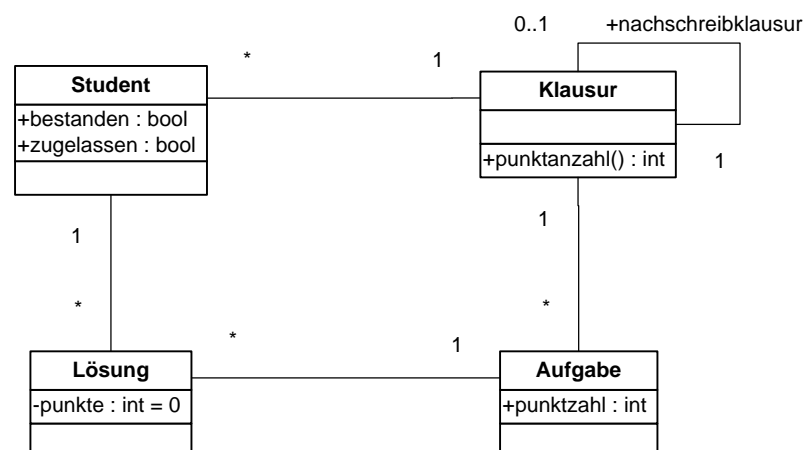 0..1 +nachschreibklausur
* 1
Student
+bestanden : bool
+zugelassen : bool
Klausur
+punktanzahl() : int
1
1
*
1
*
* 1
Lösung
-punkte : int = 0
Aufgabe
+punktzahl : int